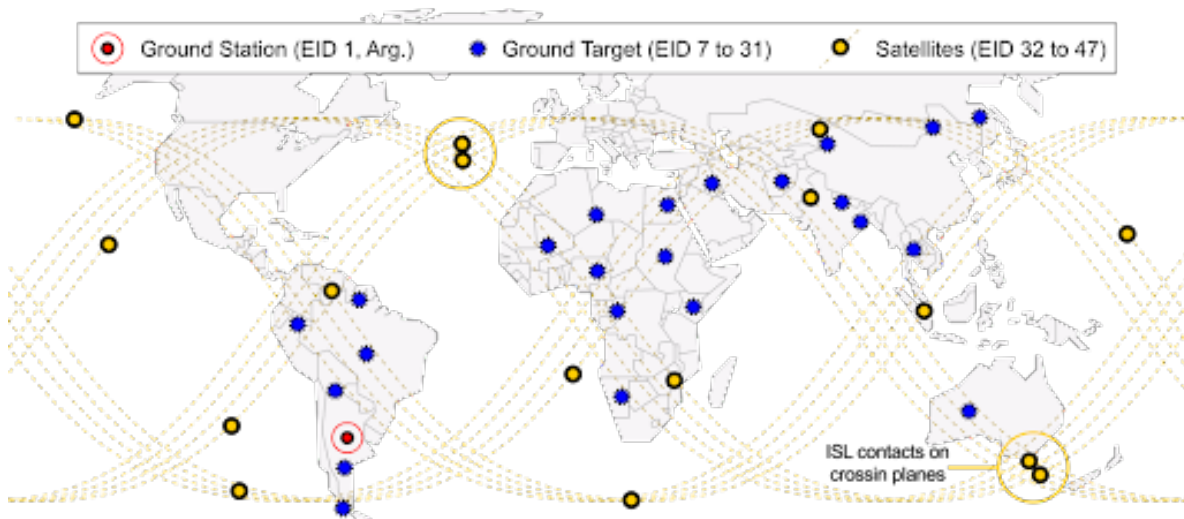 Ground Station (EID 1, Arg.)
Ground Target (EID 7 to 31)
Satellites (EID 32 to 47)
ISL contacts on
crossin planes